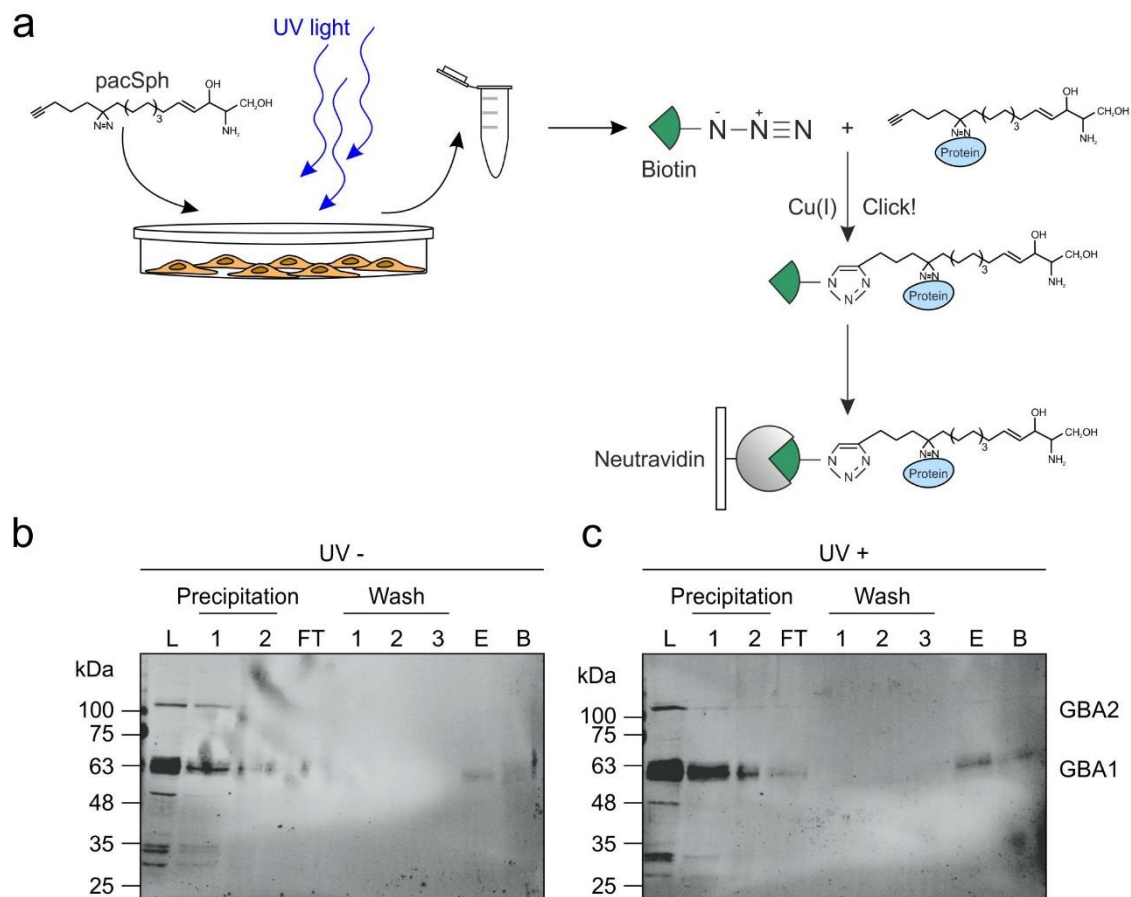 a
UV light
pacSph
OH
CH₂OH
3
N=N
NH₂
N⁻ - N⁺ ≡ N
+
Biotin
OH
CH₂OH
3
N=N
NH₂
Protein
Cu(I) Click!
OH
CH₂OH
3
N N=N
N-N
NH₂
Protein
Neutravidin
OH
CH₂OH
3
N N=N
N-N
NH₂
Protein
b
UV -
Precipitation Wash
L 1 2 FT 1 2 3 E B
kDa
100
75
63
48
35
25
c
UV +
Precipitation Wash
L 1 2 FT 1 2 3 E B
kDa
100
75
63
48
35
25
GBA2
GBA1